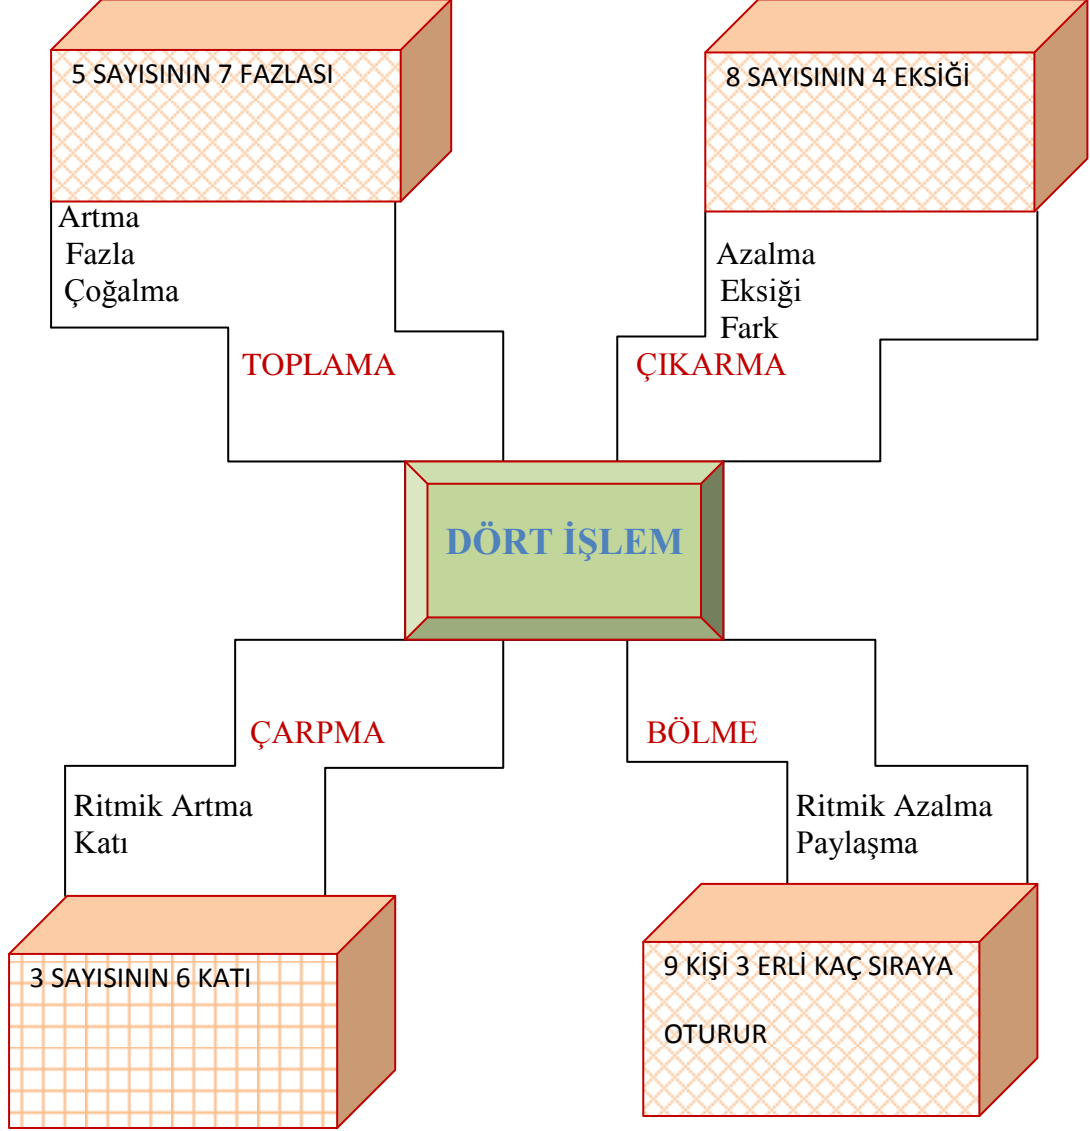 5 SAYISININ 7 FAZLASI
8 SAYISININ 4 EKSİĞİ
Artma
Fazla
Çoğalma
Azalma
Eksiği
Fark
TOPLAMA
ÇIKARMA
DÖRT İŞLEM
ÇARPMA
BÖLME
Ritmik Artma
Katı
Ritmik Azalma
Paylaşma
3 SAYISININ 6 KATI
9 KİŞİ 3 ERLİ KAÇ SIRAYA
OTURUR